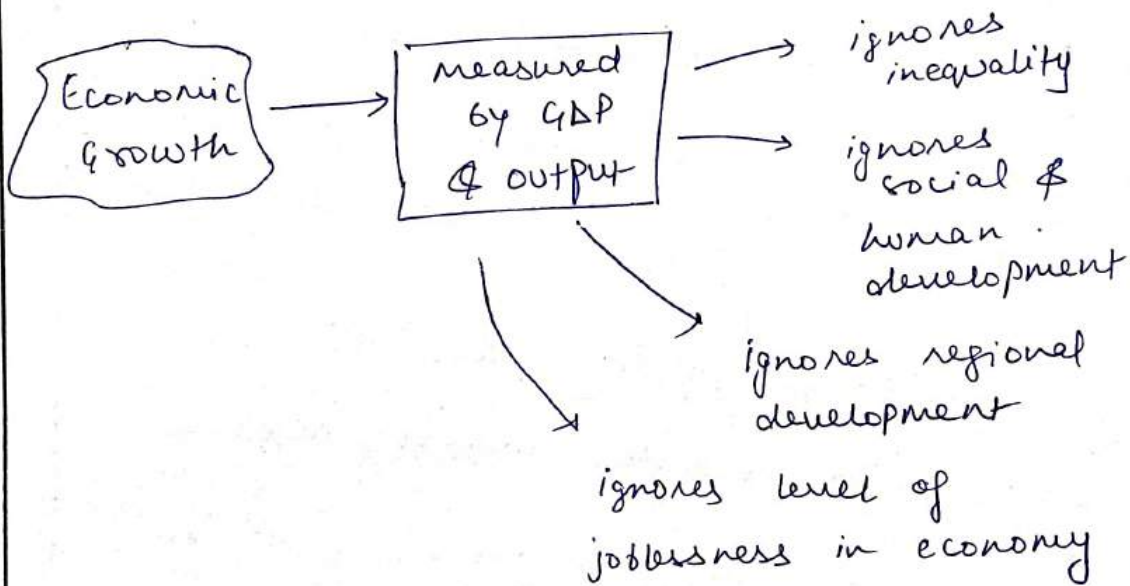 Economic
Growth
measured
by GDP
& output
ignores
inequality
ignores
social &
human
development
ignores regional
development
ignores level of
joblessness in economy